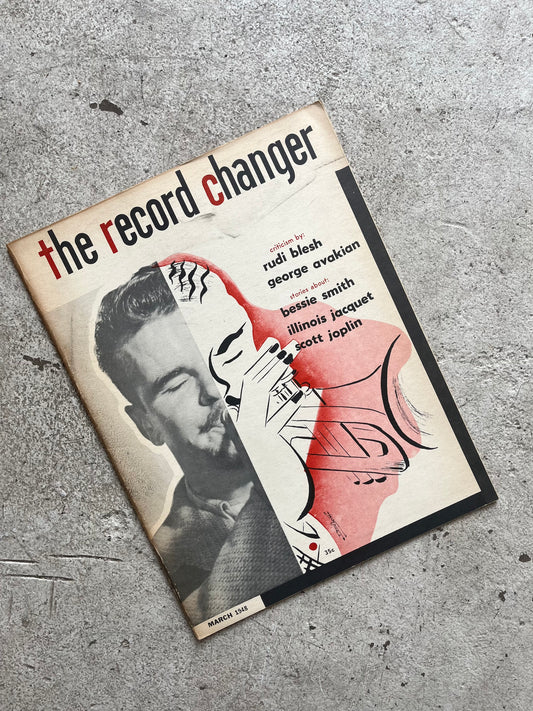 the record changer
criticism by:
rudi blesh
george avakian
stories about:
bessie smith
illinois jacquet
scott joplin
35c
MARCH 1948